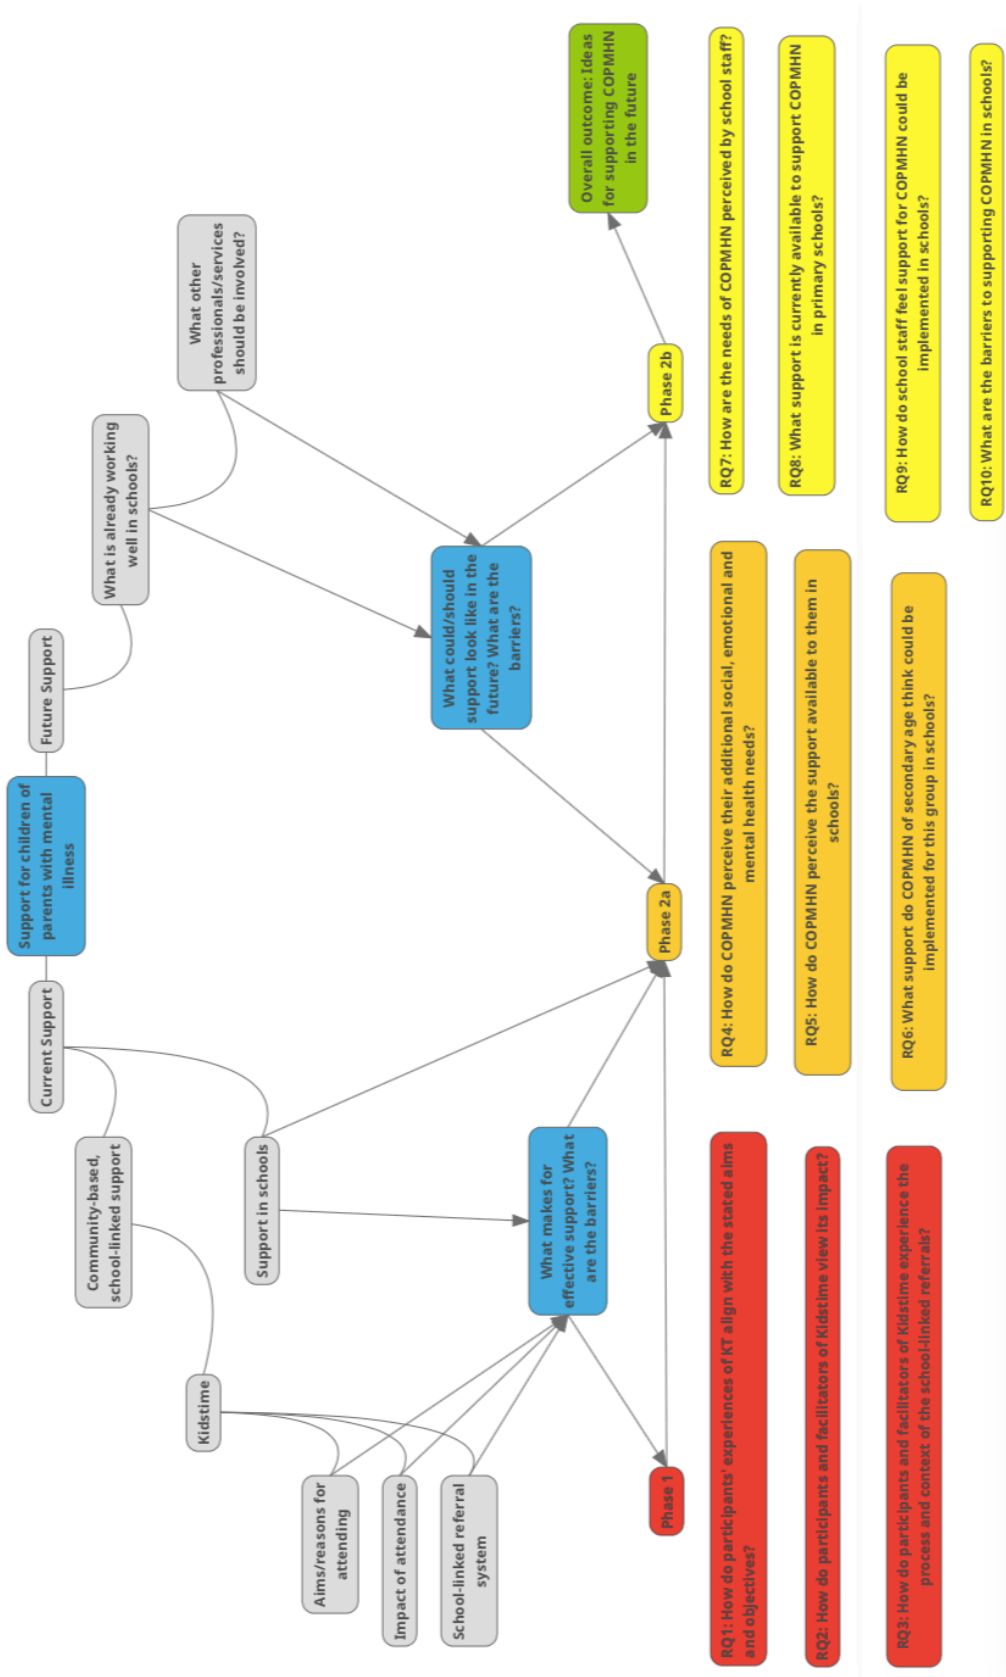 Support for children of
parents with mental
illness
Current Support
Future Support
Community-based,
school-linked support
What is already working
well in schools?
Kidstime
Support in schools
What other
professionals/services
should be involved?
Aims/reasons for
attending
Impact of attendance
School-linked referral
system
What makes for
effective support? What
are the barriers?
What could/should
support look like in the
future? What are the
barriers?
Overall outcome: Ideas
for supporting COPMHN
in the future
Phase 1
Phase 2a
Phase 2b
RQ1: How do participants' experiences of KT align with the stated aims
and objectives?
RQ2: How do participants and facilitators of Kidstime view its impact?
RQ3: How do participants and facilitators of Kidstime experience the
process and context of the school-linked referrals?
RQ4: How do COPMHN perceive their additional social, emotional and
mental health needs?
RQ5: How do COPMHN perceive the support available to them in
schools?
RQ6: What support do COPMHN of secondary age think could be
implemented for this group in schools?
RQ7: How are the needs of COPMHN perceived by school staff?
RQ8: What support is currently available to support COPMHN
in primary schools?
RQ9: How do school staff feel support for COPMHN could be
implemented in schools?
RQ10: What are the barriers to supporting COPMHN in schools?